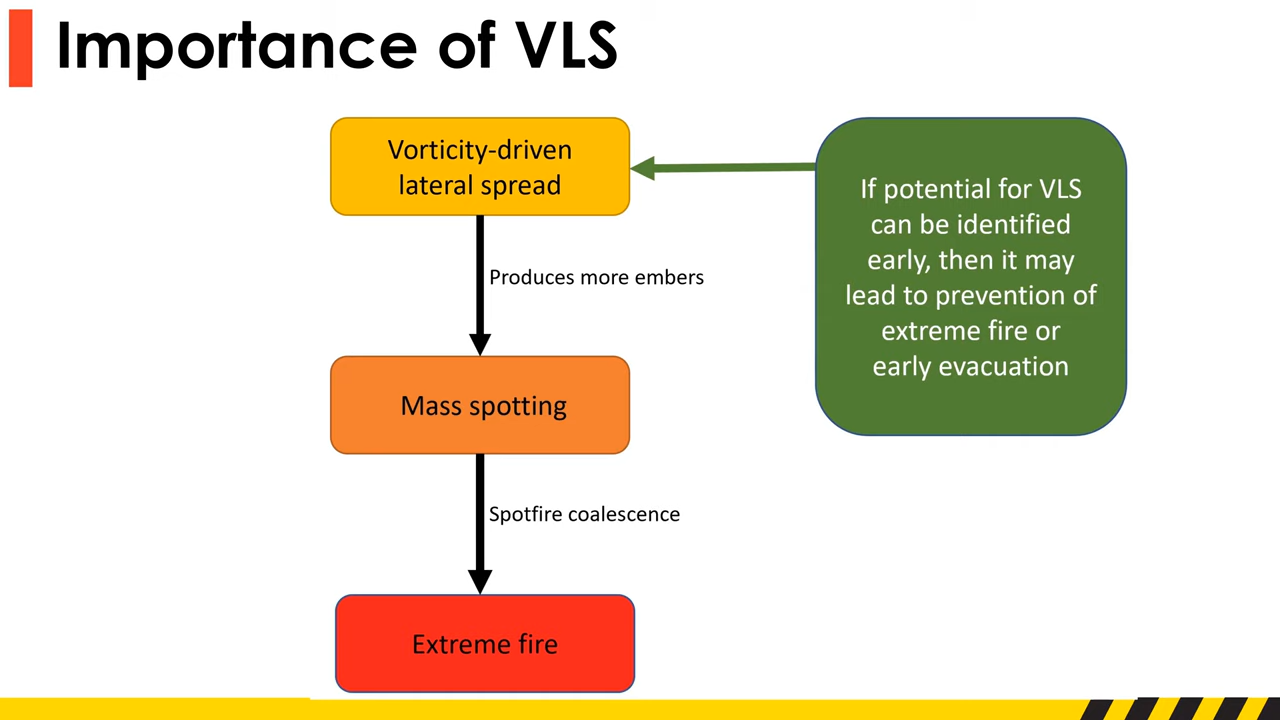 Importance of VLS
Vorticity-driven
lateral spread
If potential for VLS
can be identified
early, then it may
lead to prevention of
extreme fire or
early evacuation
Produces more embers
Mass spotting
Spotfire coalescence
Extreme fire